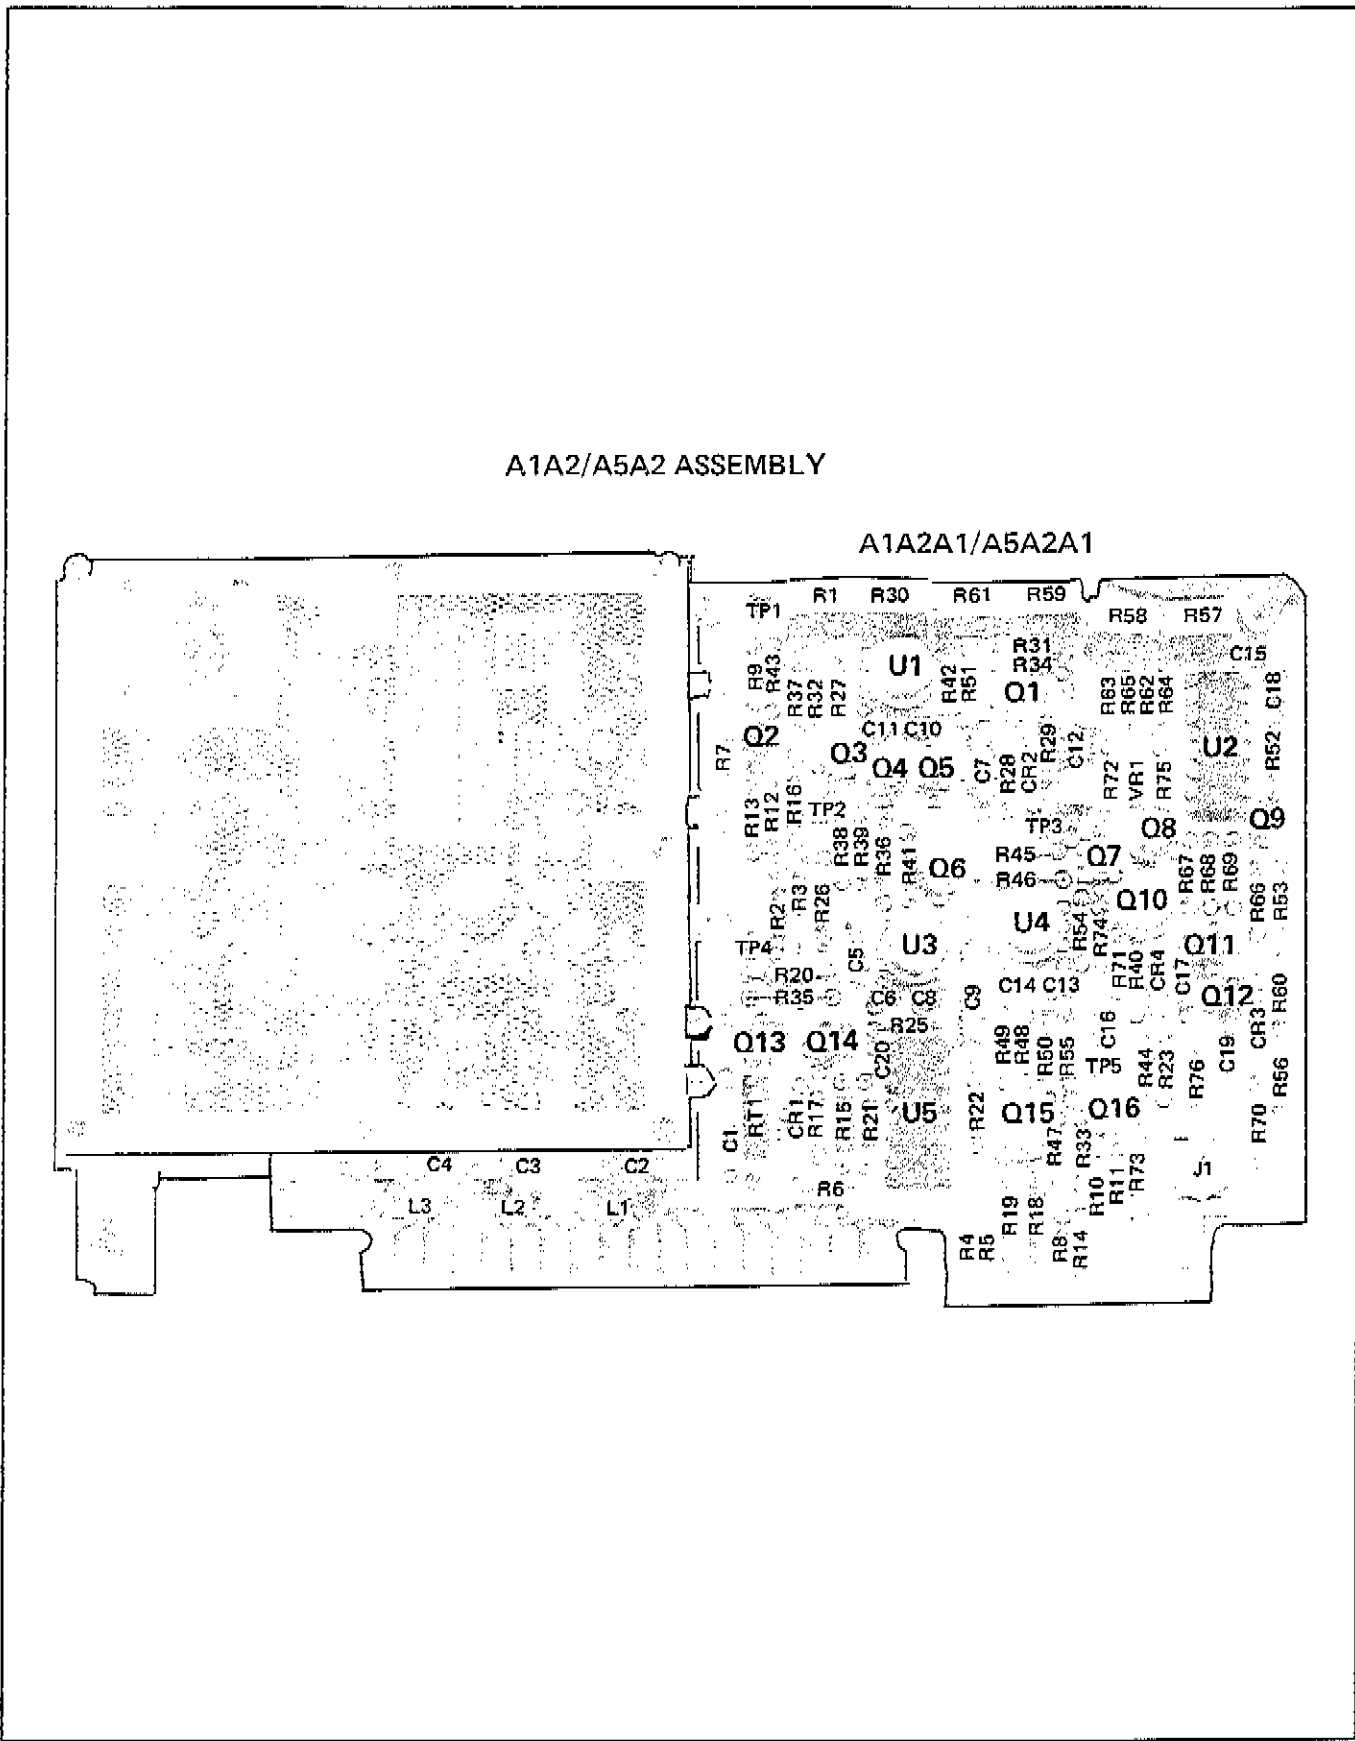 A1A2/A5A2 ASSEMBLY
A1A2A1/A5A2A1
TP1 R1 R30 R61 R59 R58 R57
R9 R43 R37 R32 R27 U1 R42 R51 R31 R34 Q1 R63 R65 R62 R64 C15 C18
R7 Q2 Q3 C11 C10 Q4 Q5 C7 R28 CR2 R29 C12 R72 VR1 R75 U2 R52
R13 R12 R16 TP2 R38 R39 R36 R41 Q6 TP3 R45 R46 Q7 Q8 Q9
R2 R3 R26 U4 R54 R74 Q10 R67 R68 R69 R66 R53
TP4 C5 U3 R71 R40 CR4 C17 Q11
R20 R35 C6 C8 C9 C14 C13 Q12 R60
Q13 Q14 R25 C20 R49 R48 R50 R55 C16 TP5 R44 R23 R76 C19 CR3 R56
C1 RT1 CR1 R17 R15 R21 U5 R22 Q15 R47 R33 Q16 R70
C4 C3 C2 R6 R10 R11 R73 J1
L3 L2 L1 R19 R18
R4 R5 R8 R14